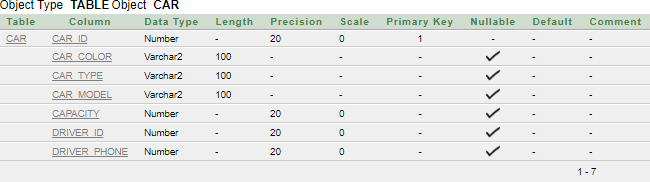 Object Type TABLE Object CAR
Table Column Data Type Length Precision Scale Primary Key Nullable Default Comment
CAR CAR_ID Number - 20 0 1 - - -
CAR_COLOR Varchar2 100 - - - ✓ - -
CAR_TYPE Varchar2 100 - - - ✓ - -
CAR_MODEL Varchar2 100 - - - ✓ - -
CAPACITY Number - 20 0 - ✓ - -
DRIVER_ID Number - 20 0 - ✓ - -
DRIVER_PHONE Number - 20 0 - ✓ - -
1 - 7